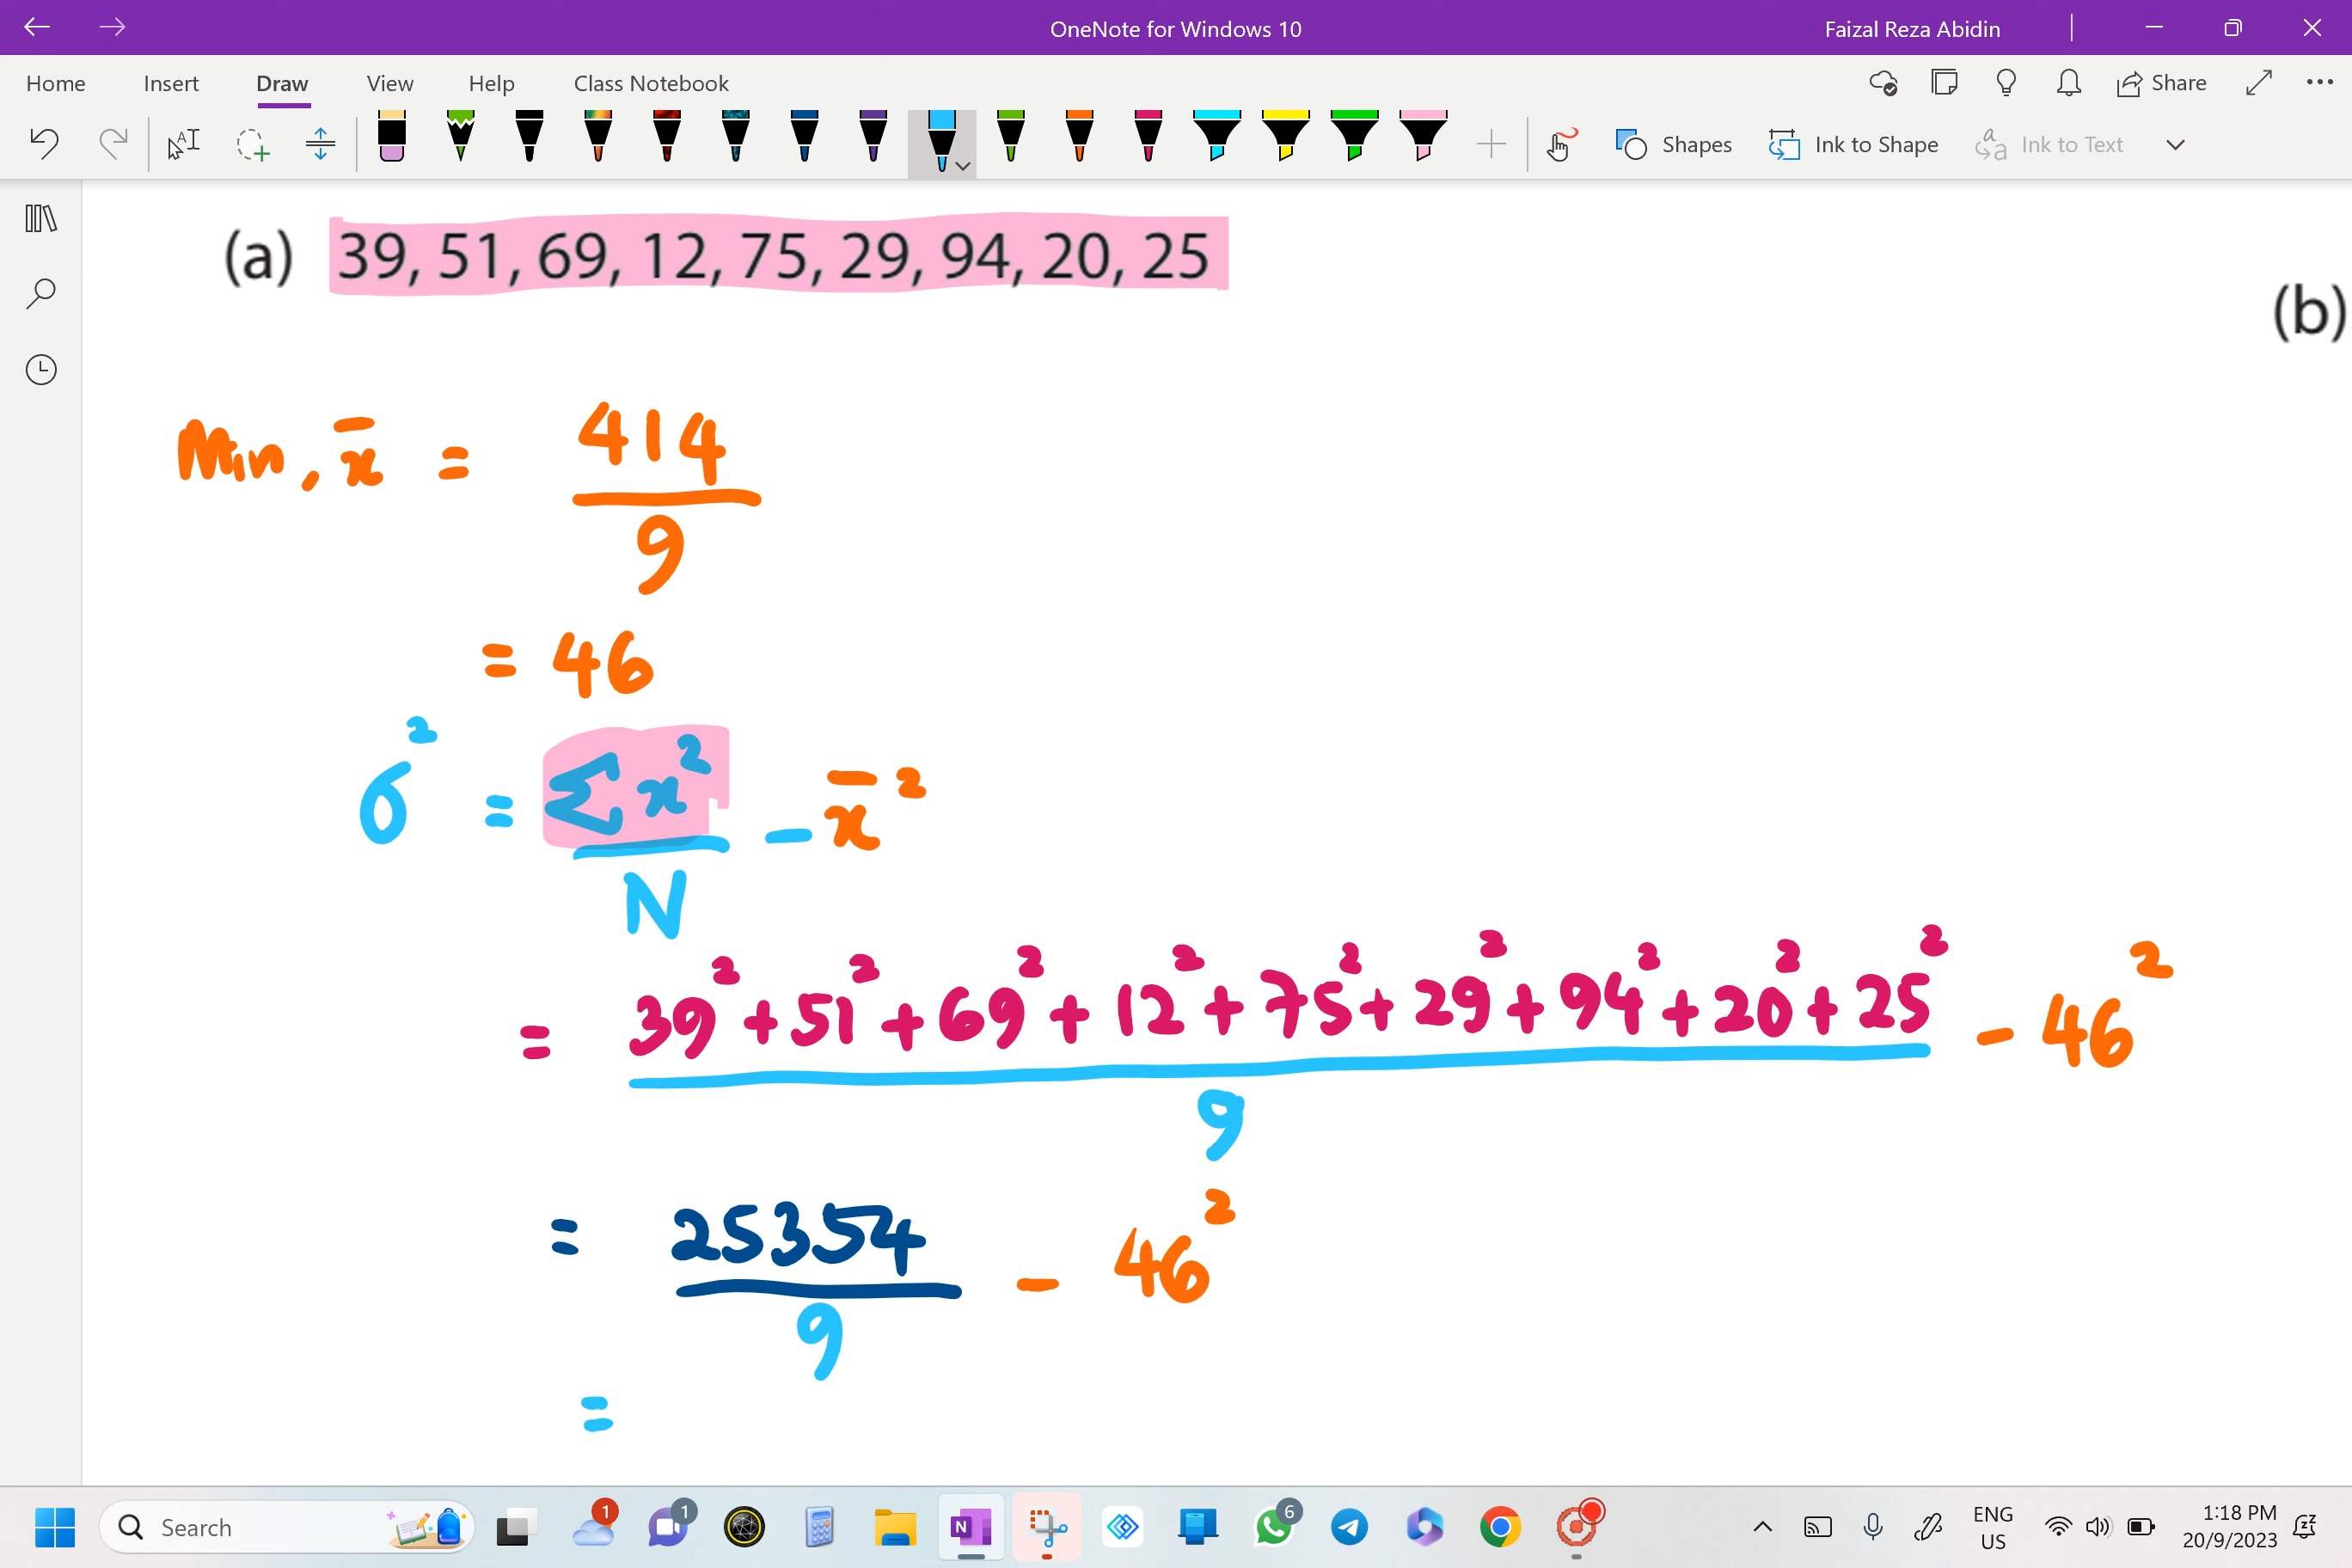 OneNote for Windows 10
Faizal Reza Abidin
Home Insert Draw View Help Class Notebook Share
Shapes Ink to Shape Ink to Text
(a) 39, 51, 69, 12, 75, 29, 94, 20, 25
(b)
Min, x̄ = 414/9
= 46
σ² = Σx²/N - x̄²
= (39² + 51² + 69² + 12² + 75² + 29² + 94² + 20² + 25²)/9 - 46²
= 25354/9 - 46²
=
Search 1 1 6 ENG US 1:18 PM 20/9/2023